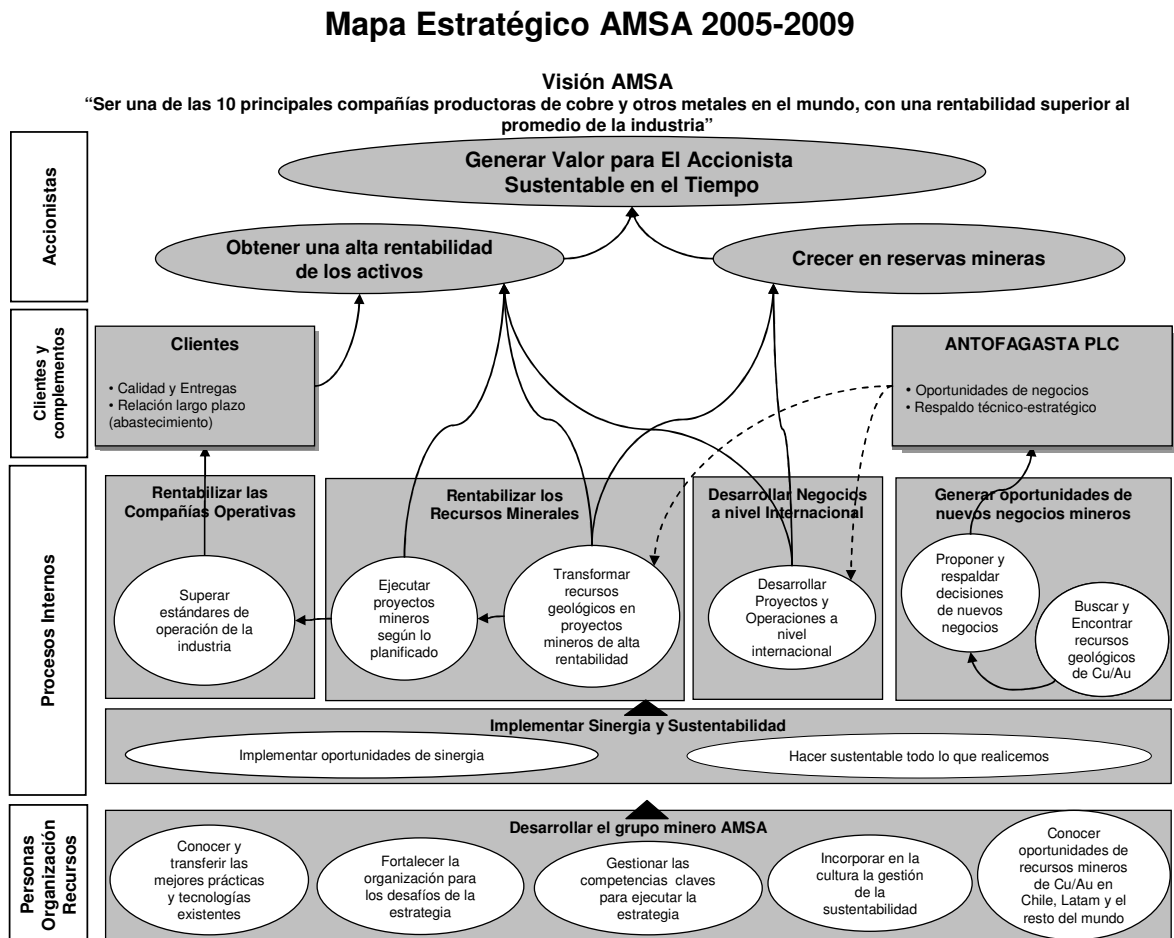 Mapa Estratégico AMSA 2005-2009
Visión AMSA
“Ser una de las 10 principales compañías productoras de cobre y otros metales en el mundo, con una rentabilidad superior al
promedio de la industria”
Accionistas
Generar Valor para El Accionista
Sustentable en el Tiempo
Obtener una alta rentabilidad
de los activos
Crecer en reservas mineras
Clientes y
complementos
Clientes
• Calidad y Entregas
• Relación largo plazo
(abastecimiento)
ANTOFAGASTA PLC
• Oportunidades de negocios
• Respaldo técnico-estratégico
Procesos Internos
Rentabilizar las
Compañías Operativas
Superar
estándares de
operación de la
industria
Rentabilizar los
Recursos Minerales
Ejecutar
proyectos
mineros
según lo
planificado
Transformar
recursos
geológicos en
proyectos
mineros de alta
rentabilidad
Desarrollar Negocios
a nivel Internacional
Desarrollar
Proyectos y
Operaciones a
nivel
internacional
Generar oportunidades de
nuevos negocios mineros
Proponer y
respaldar
decisiones
de nuevos
negocios
Buscar y
Encontrar
recursos
geológicos
de Cu/Au
Implementar Sinergia y Sustentabilidad
Implementar oportunidades de sinergia
Hacer sustentable todo lo que realicemos
Personas
Organización
Recursos
Desarrollar el grupo minero AMSA
Conocer y
transferir las
mejores prácticas
y tecnologías
existentes
Fortalecer la
organización para
los desafíos de la
estrategia
Gestionar las
competencias claves
para ejecutar la
estrategia
Incorporar en la
cultura la gestión
de la
sustentabilidad
Conocer
oportunidades de
recursos mineros
de Cu/Au en
Chile, Latam y el
resto del mundo